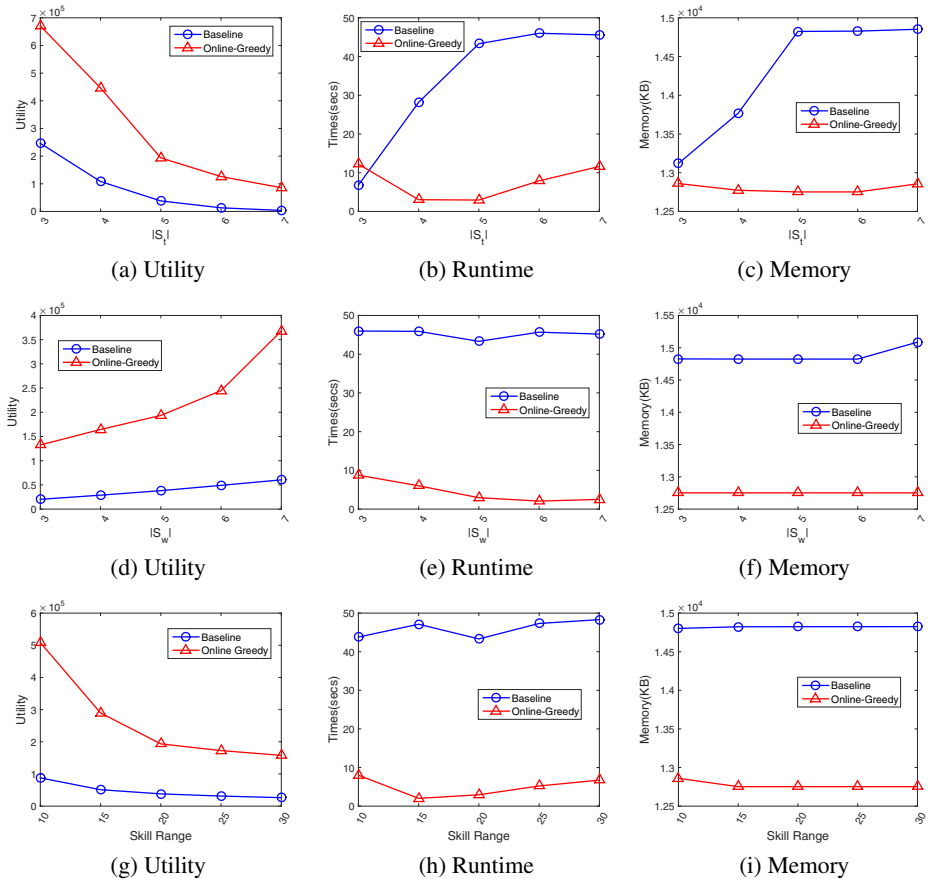 × 10^5
7
6
5
4
3
2
1
0
Utility
Baseline
Online-Greedy
3 4 5 6 7
|S_t|
(a) Utility
50
40
30
20
10
0
Times(secs)
Baseline
Online-Greedy
3 4 5 6 7
|S_t|
(b) Runtime
× 10^4
1.5
1.45
1.4
1.35
1.3
1.25
Memory(KB)
Baseline
Online-Greedy
3 4 5 6 7
|S_t|
(c) Memory
× 10^5
4
3.5
3
2.5
2
1.5
1
0.5
0
Utility
Baseline
Online-Greedy
3 4 5 6 7
|S_w|
(d) Utility
50
40
30
20
10
0
Times(secs)
Baseline
Online-Greedy
3 4 5 6 7
|S_w|
(e) Runtime
× 10^4
1.55
1.5
1.45
1.4
1.35
1.3
1.25
Memory(KB)
Baseline
Online-Greedy
3 4 5 6 7
|S_w|
(f) Memory
× 10^5
6
5
4
3
2
1
0
Utility
Baseline
Online Greedy
10 15 20 25 30
Skill Range
(g) Utility
50
40
30
20
10
0
Times(secs)
Baseline
Online-Greedy
10 15 20 25 30
Skill Range
(h) Runtime
× 10^4
1.5
1.45
1.4
1.35
1.3
1.25
Memory(KB)
Baseline
Online-Greedy
10 15 20 25 30
Skill Range
(i) Memory